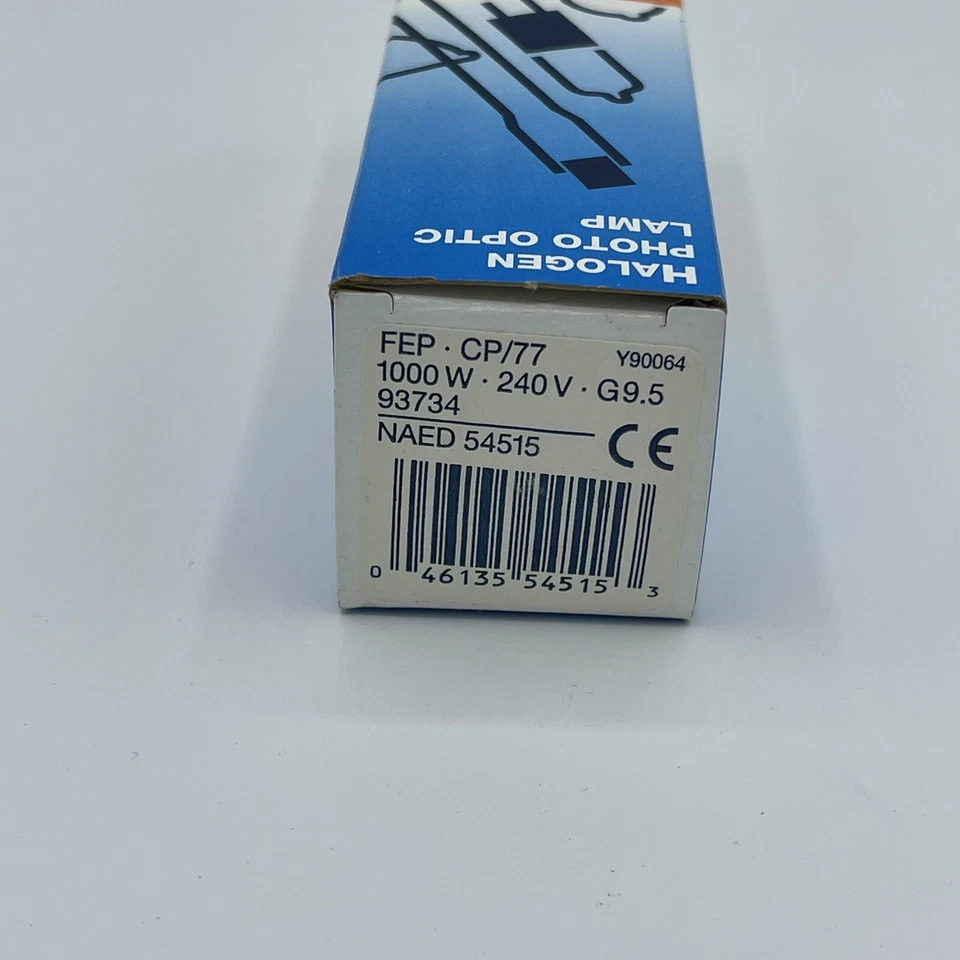 HALOGEN
PHOTO OPTIC
LAMP
FEP · CP/77 Y90064
1000 W · 240 V · G9.5
93734
NAED 54515 CE
0 46135 54515 3